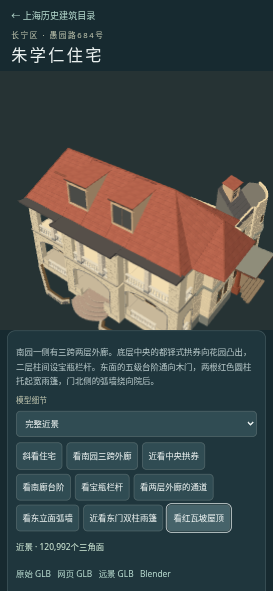 ← 上海历史建筑目录
长宁区 · 愚园路684号
朱学仁住宅
南园一侧有三跨两层外廊。底层中央的都铎式拱券向花园凸出，
二层柱间设宝瓶栏杆。东面的五级台阶通向木门，两根红色圆柱
托起宽雨篷，门北侧的弧墙绕向院后。
模型细节
完整近景
斜看住宅 看南园三跨外廊 近看中央拱券
看南廊台阶 看宝瓶栏杆 看两层外廊的通道
看东立面弧墙 近看东门双柱雨篷 看红瓦坡屋顶
近景 · 120,992个三角面
原始 GLB 网页 GLB 远景 GLB Blender